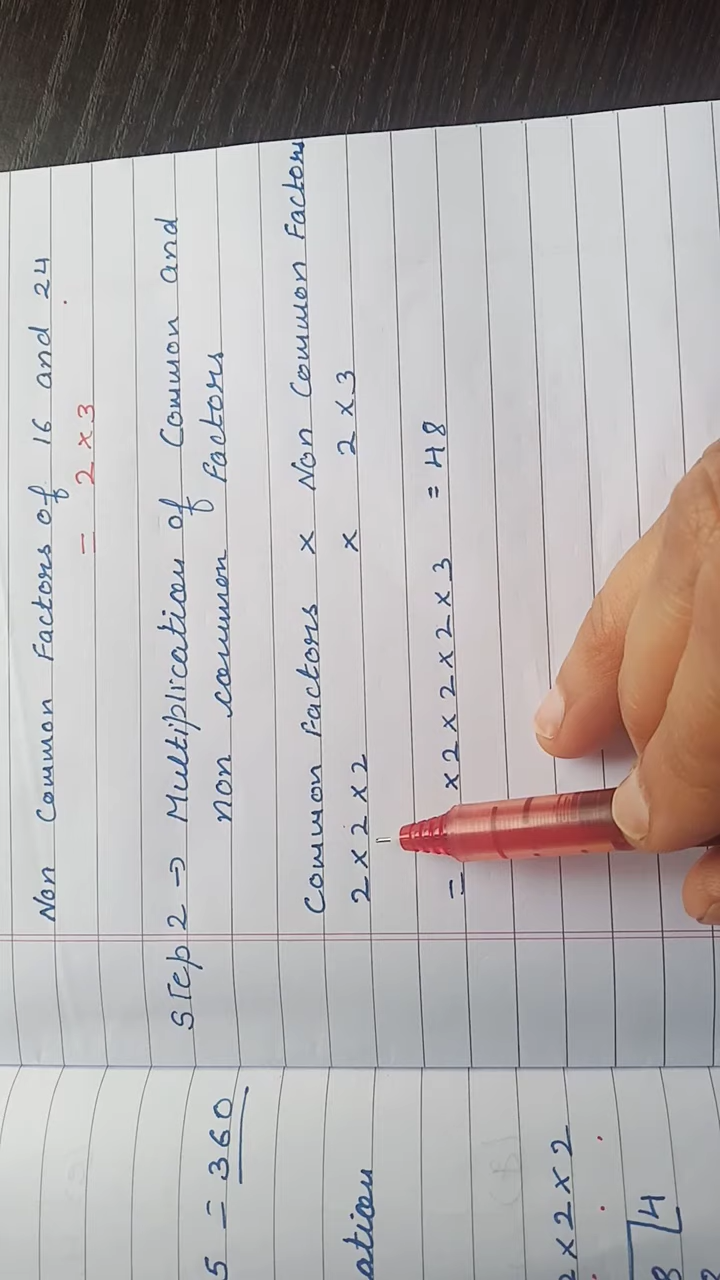 Non Common Factors of 16 and 24
= 2 x 3
Step 2 → Multiplication of Common and
non common Factors
Common Factors x Non Common Factors
2 x 2 x 2 x 2 x 3
= x 2 x 2 x 2 x 3 = 48
5 = 360
x 2 x 2
4